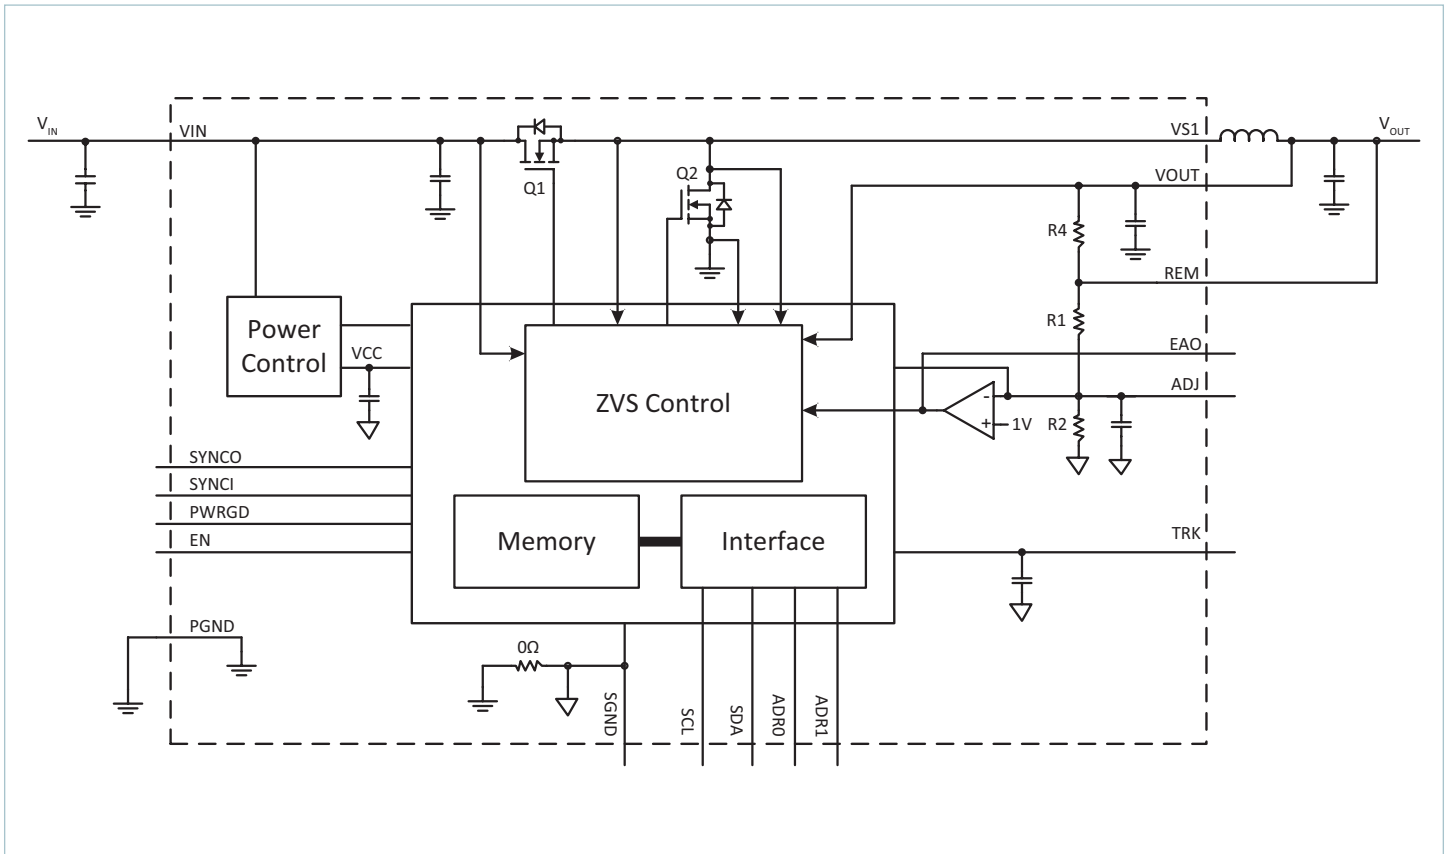 VIN
VIN
VS1
VOUT
Q1
Q2
VOUT
R4
REM
R1
Power
Control
VCC
EAO
ADJ
ZVS Control
-
+
1V
R2
SYNCO
SYNCI
PWRGD
EN
Memory
Interface
TRK
PGND
0Ω
SGND
SCL
SDA
ADR0
ADR1